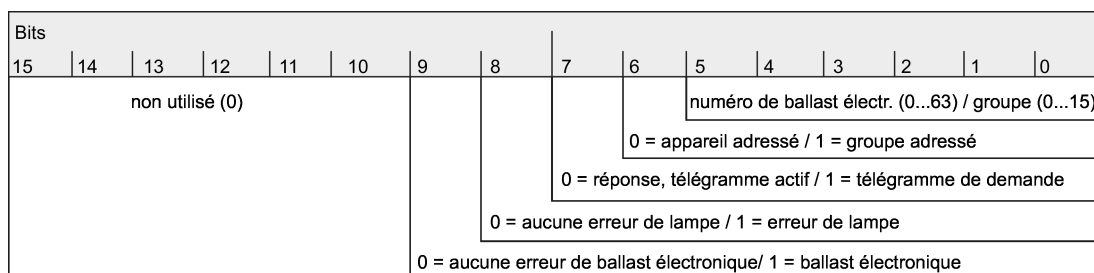 Bits
15 14 13 12 11 10 9 8 7 6 5 4 3 2 1 0
non utilisé (0)
numéro de ballast électr. (0...63) / groupe (0...15)
0 = appareil adressé / 1 = groupe adressé
0 = réponse, télégramme actif / 1 = télégramme de demande
0 = aucune erreur de lampe / 1 = erreur de lampe
0 = aucune erreur de ballast électronique/ 1 = ballast électronique